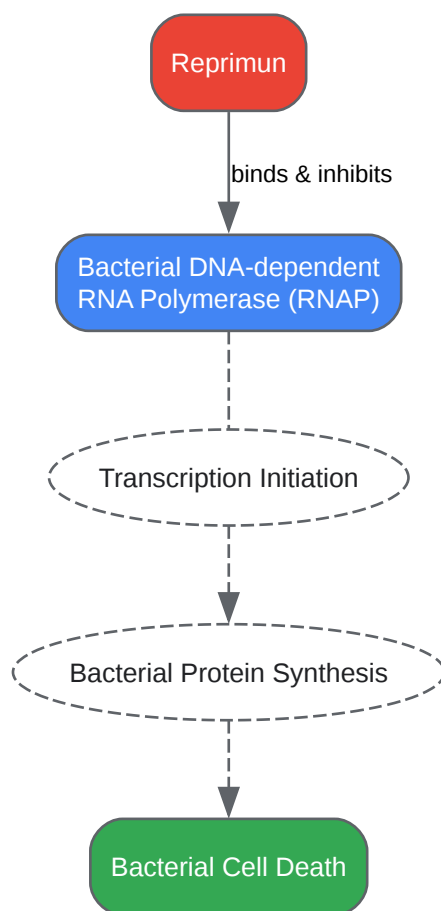 Reprimun
binds & inhibits
Bacterial DNA-dependent
RNA Polymerase (RNAP)
Transcription Initiation
Bacterial Protein Synthesis
Bacterial Cell Death